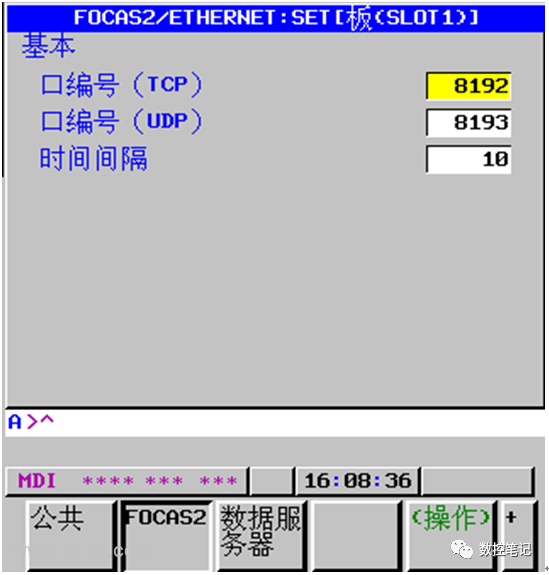 FOCAS2/ETHERNET:SET[板(SLOT1)]
基本
口编号(TCP) 8192
口编号(UDP) 8193
时间间隔 10
A>^
MDI **** *** *** 16:08:36
公共 FOCAS2 数据服务器 (操作) +
数控笔记